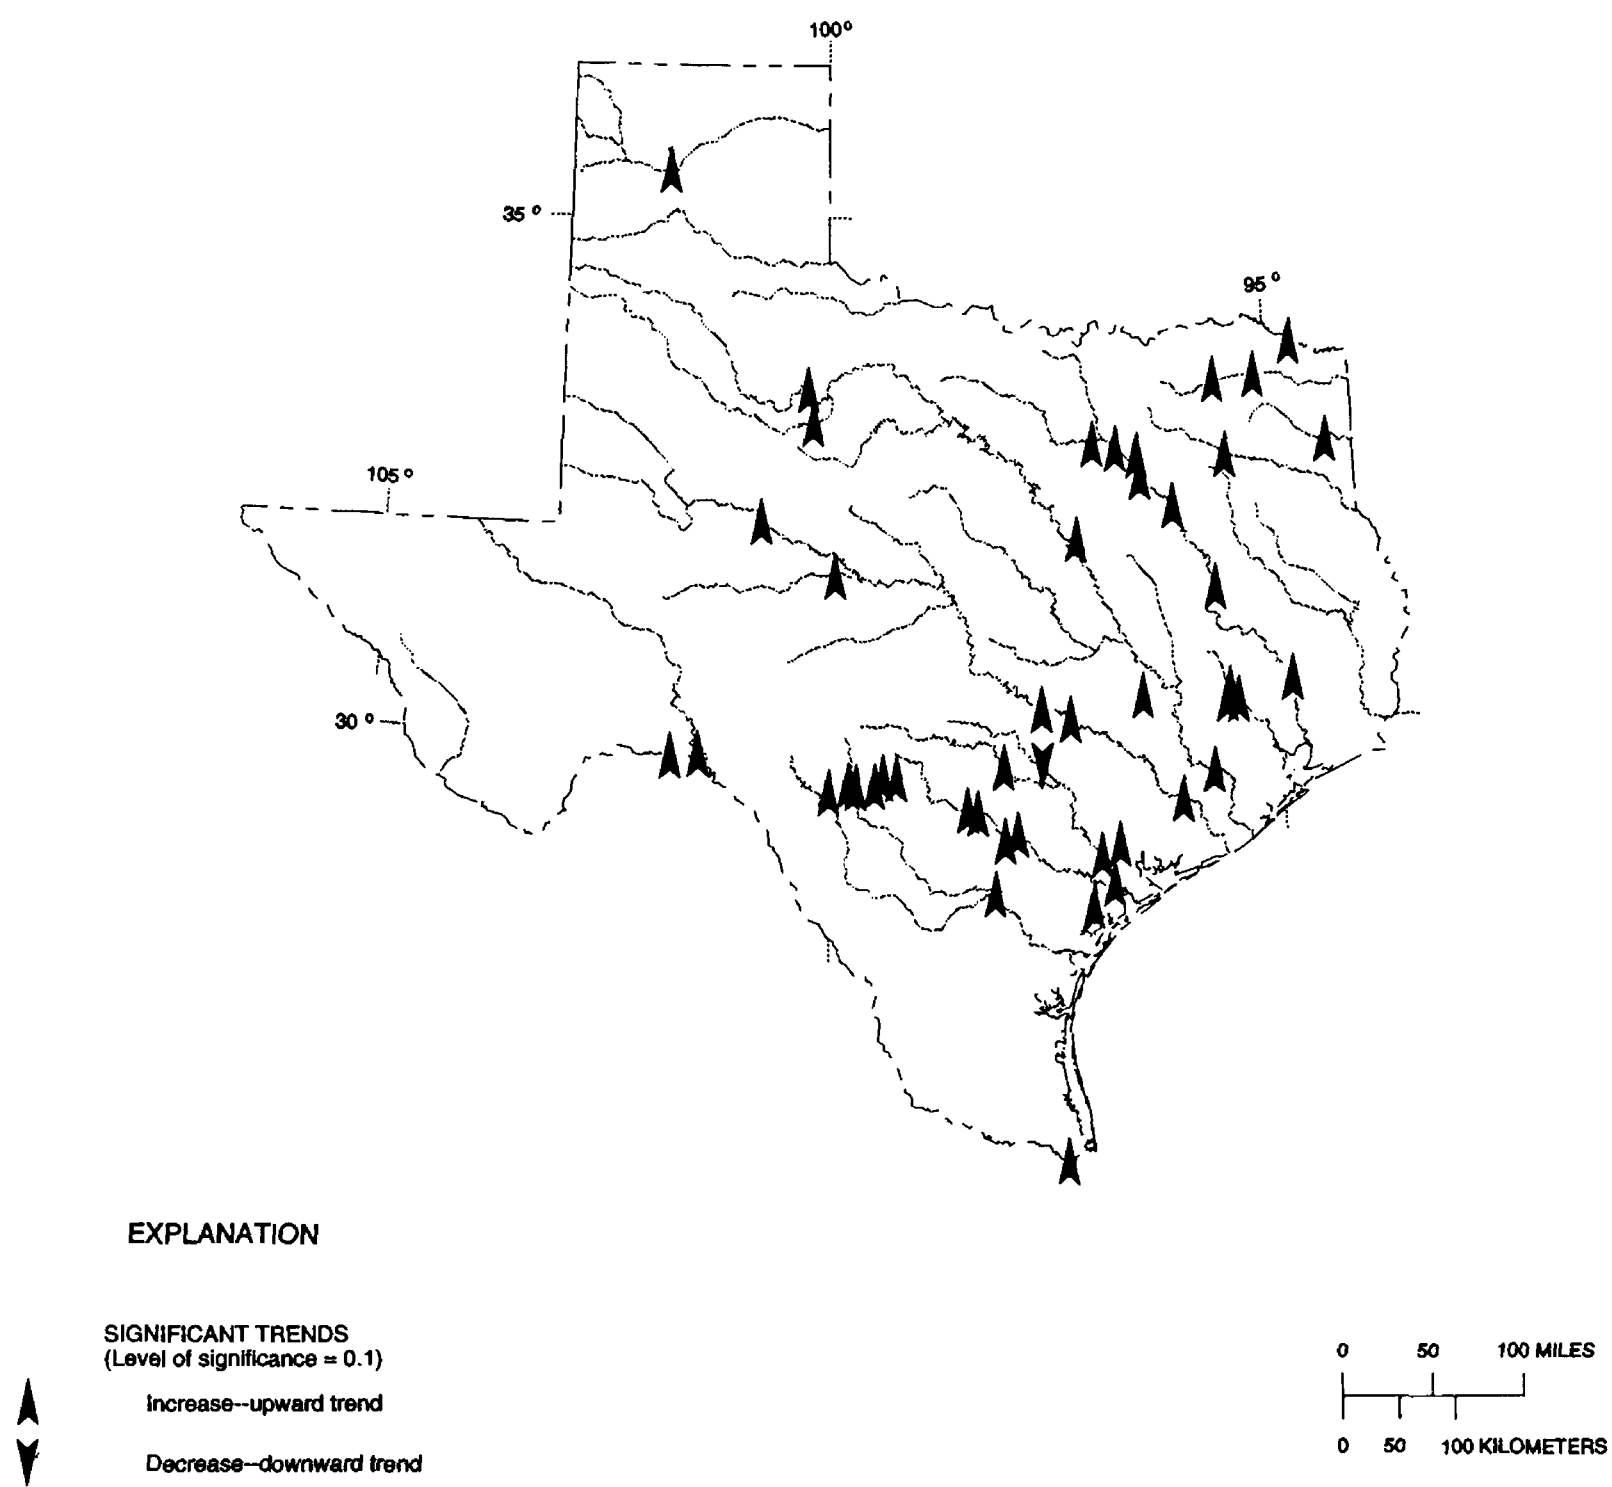 100°
35°
95°
105°
30°
EXPLANATION
SIGNIFICANT TRENDS
(Level of significance = 0.1)
Increase--upward trend
Decrease--downward trend
0 50 100 MILES
0 50 100 KILOMETERS